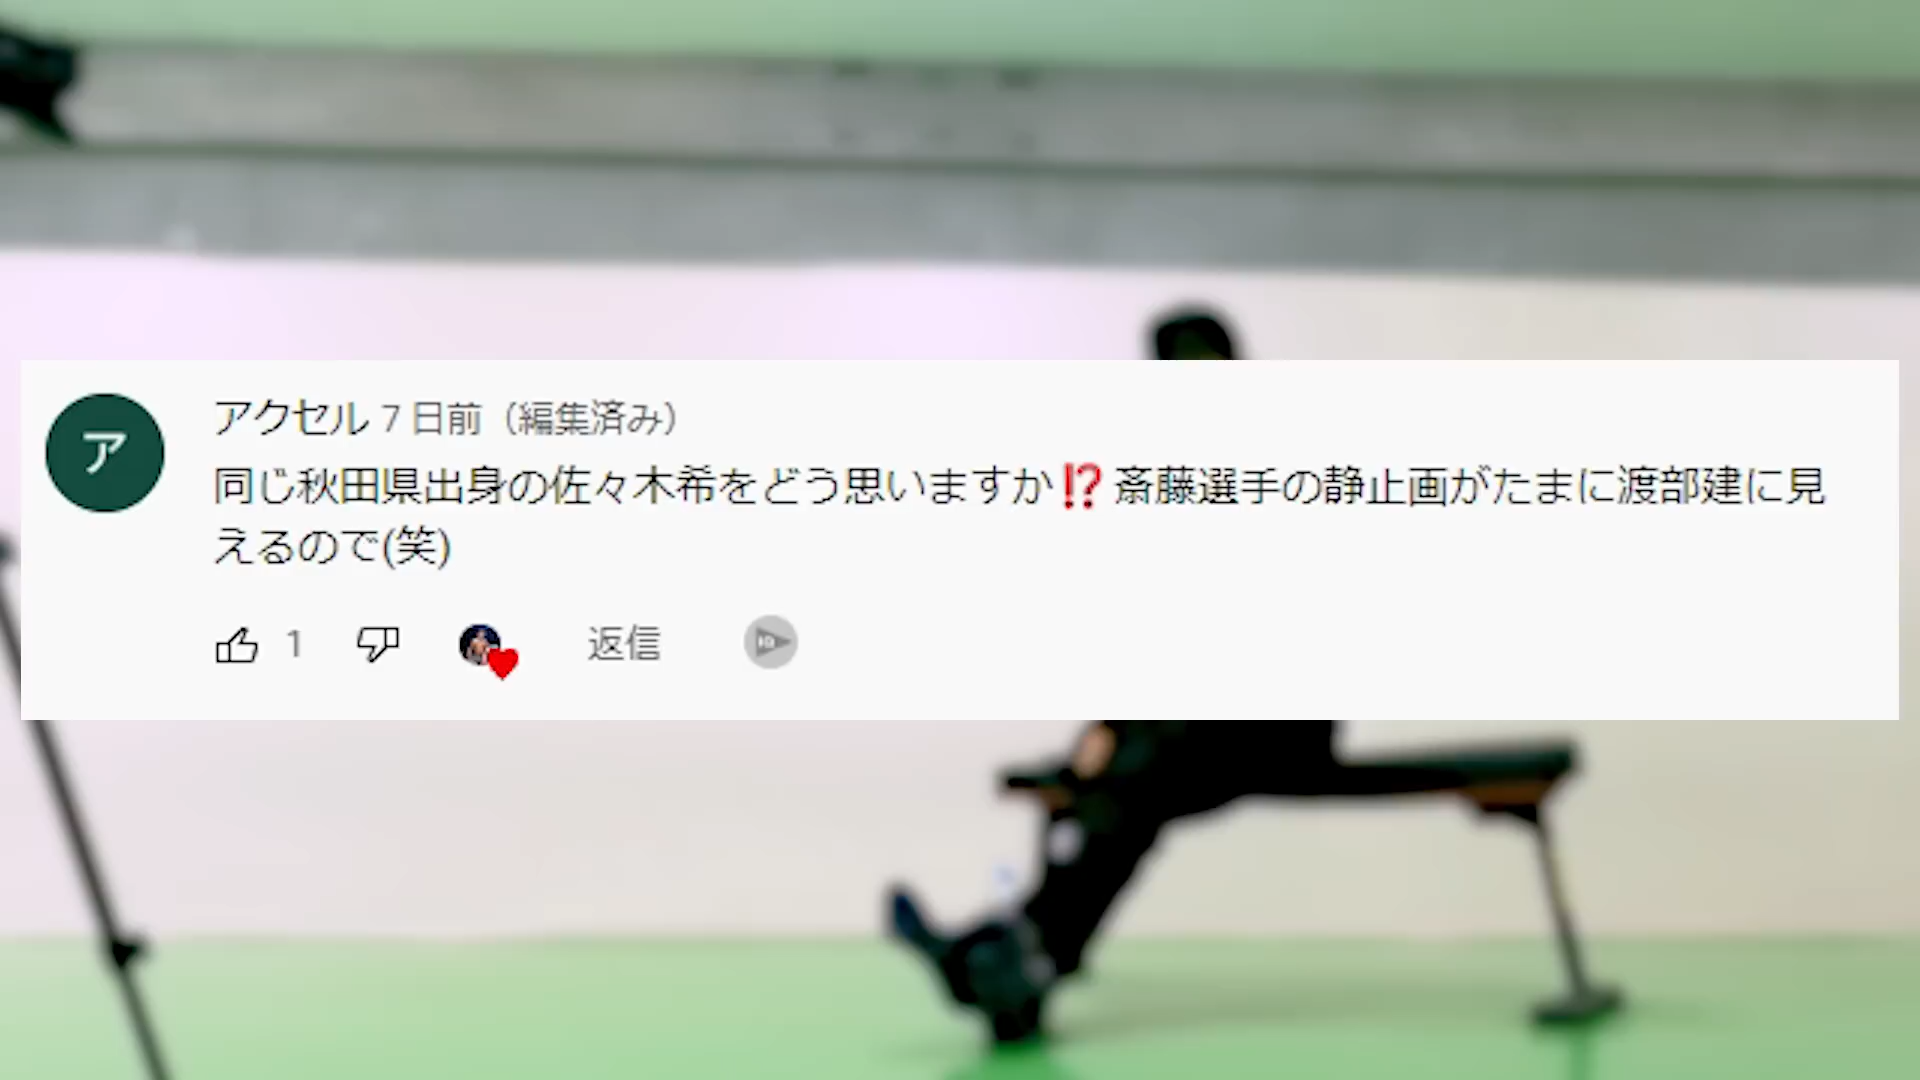 ア
アクセル 7 日前（編集済み）
同じ秋田県出身の佐々木希をどう思いますか⁉️ 斎藤選手の静止画がたまに渡部建に見
えるので(笑)
1
返信